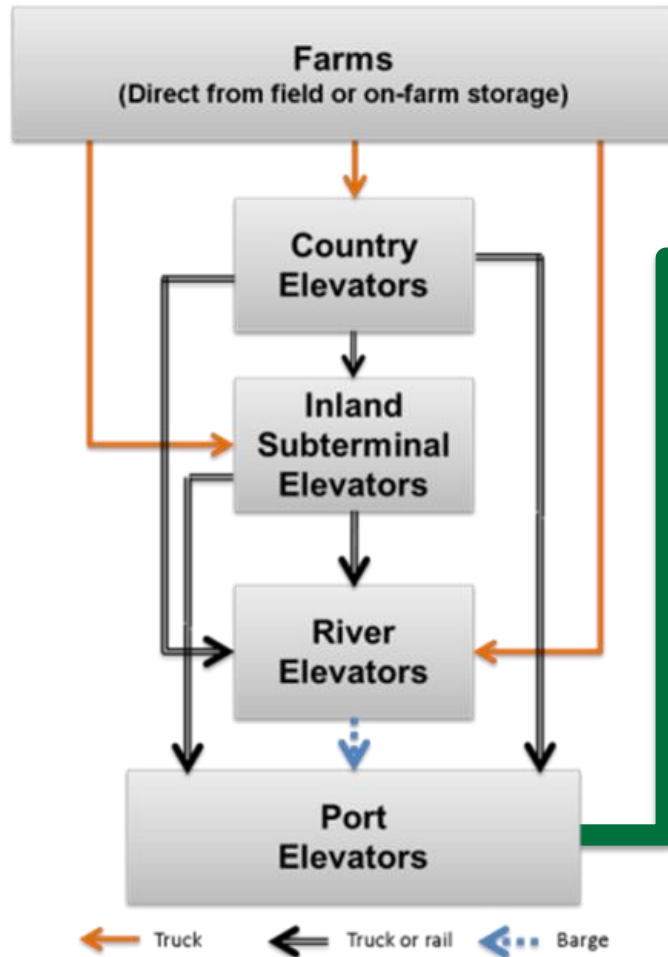 Farms
(Direct from field or on-farm storage)
Country
Elevators
Inland
Subterminal
Elevators
River
Elevators
Port
Elevators
Truck
Truck or rail
Barge